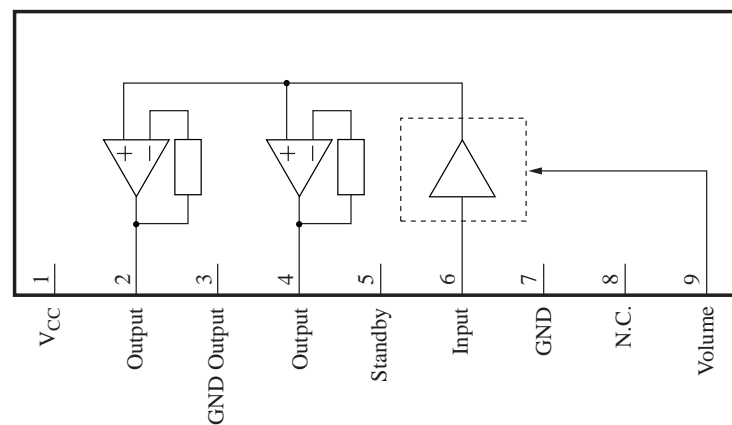 + −
+ −
1
2
3
4
5
6
7
8
9
VCC
Output
GND Output
Output
Standby
Input
GND
N.C.
Volume